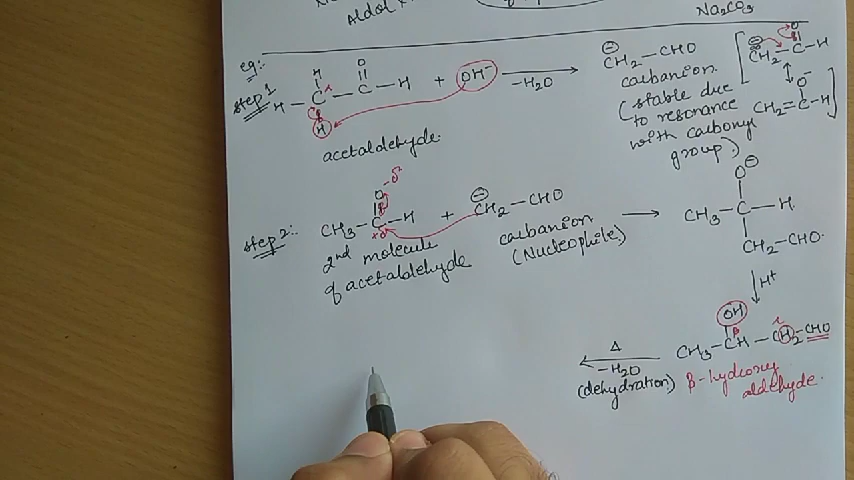 Aldol
Na2CO3
eg:-
step 1
H
O
H – C α – C – H + OH⁻ –H2O → ⊖CH2 – CHO [ ⊖CH2 – C – H
O
H
carbanion
(stable due
to resonance
with carbonyl
group)
O⁻
CH2 = C – H ]
acetaldehyde.
step 2:-
O –δ
CH3 – C – H + ⊖CH2 – CHO →
+δ
2nd molecule
of acetaldehyde
carbanion
(Nucleophile)
O⊖
CH3 – C – H.
CH2 – CHO.
↓ H⁺
OH
CH3 – CH β – CH2 α – CHO
β-hydroxy
aldehyde.
Δ
–H2O
(dehydration)